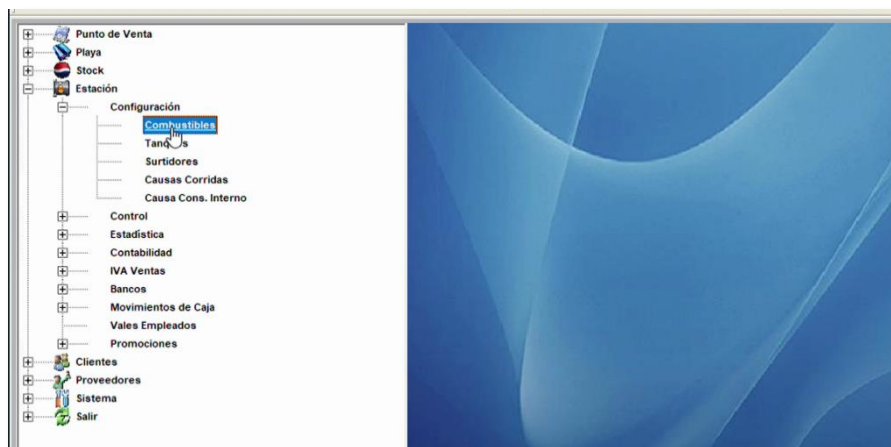 Punto de Venta
Playa
Stock
Estación
Configuración
Combustibles
Tanques
Surtidores
Causas Corridas
Causa Cons. Interno
Control
Estadística
Contabilidad
IVA Ventas
Bancos
Movimientos de Caja
Vales Empleados
Promociones
Clientes
Proveedores
Sistema
Salir